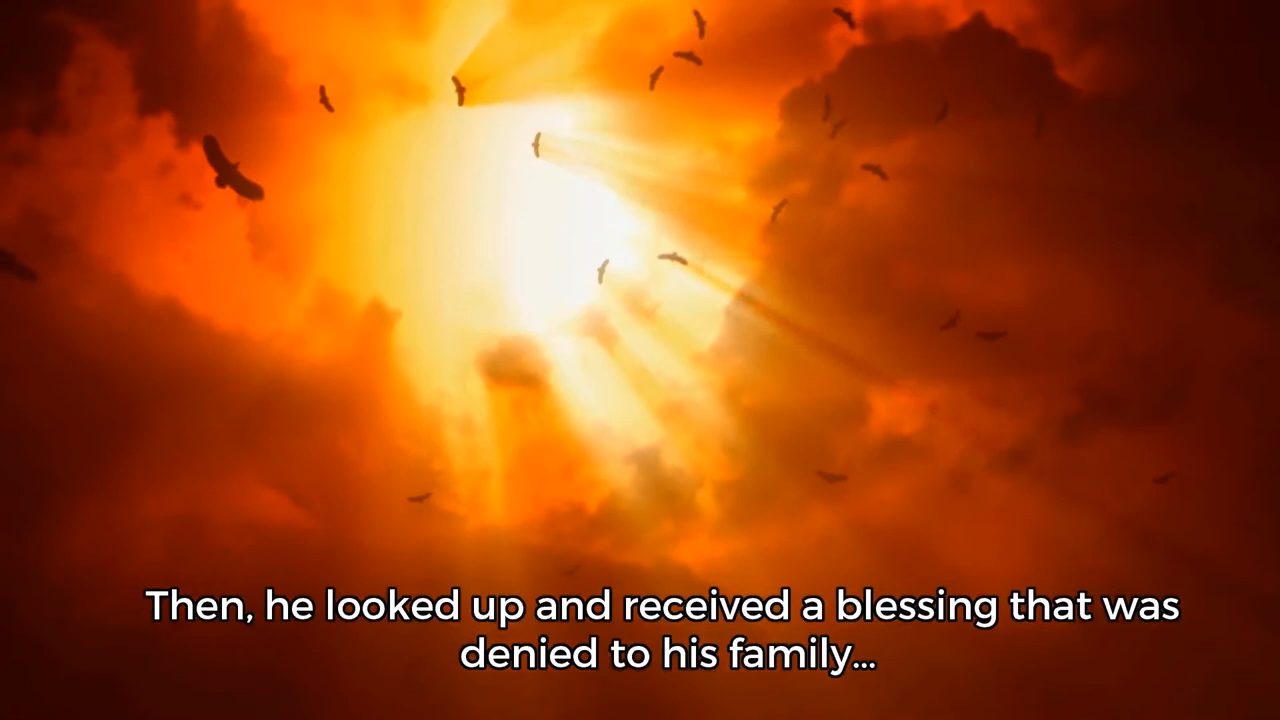 Then, he looked up and received a blessing that was
denied to his family...